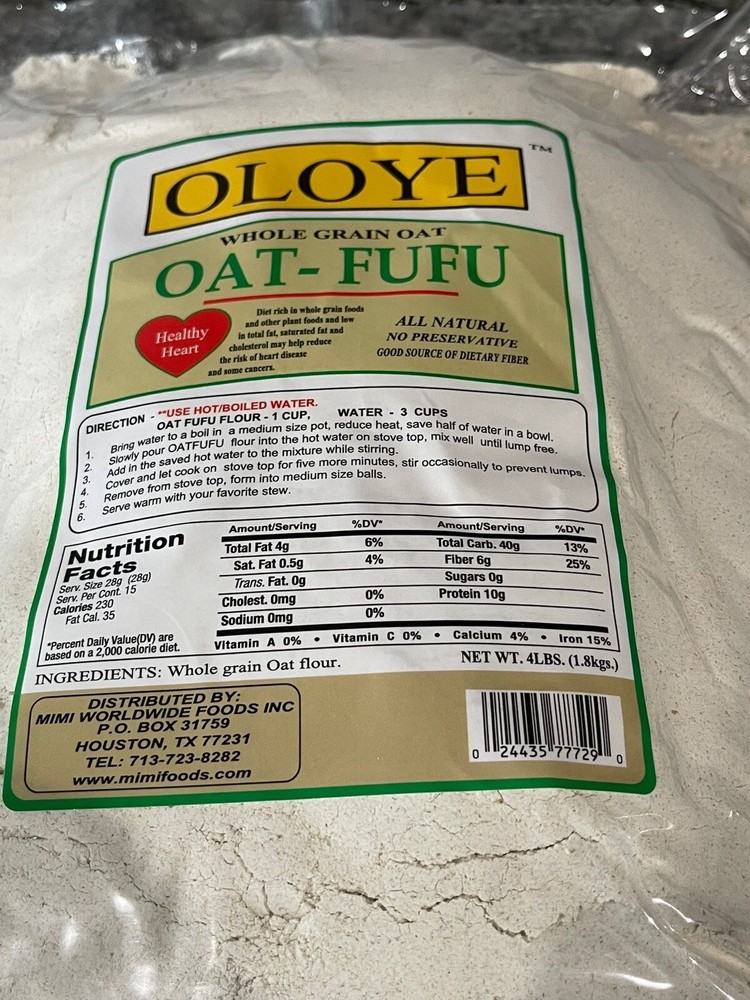 OLOYE TM
WHOLE GRAIN OAT
OAT- FUFU
Healthy
Heart
Diet rich in whole grain foods
and other plant foods and low
in total fat, saturated fat and
cholesterol may help reduce
the risk of heart disease
and some cancers.
ALL NATURAL
NO PRESERVATIVE
GOOD SOURCE OF DIETARY FIBER
DIRECTION - **USE HOT/BOILED WATER.
OAT FUFU FLOUR - 1 CUP, WATER - 3 CUPS
1. Bring water to a boil in a medium size pot, reduce heat, save half of water in a bowl.
2. Slowly pour OATFUFU flour into the hot water on stove top, mix well until lump free.
3. Add in the saved hot water to the mixture while stirring.
4. Cover and let cook on stove top for five more minutes, stir occasionally to prevent lumps.
5. Remove from stove top, form into medium size balls.
6. Serve warm with your favorite stew.
Nutrition
Facts
Serv. Size 28g (28g)
Serv. Per Cont. 15
Calories 230
Fat Cal. 35
*Percent Daily Value(DV) are
based on a 2,000 calorie diet.
Amount/Serving %DV* Amount/Serving %DV*
Total Fat 4g 6% Total Carb. 40g 13%
Sat. Fat 0.5g 4% Fiber 6g 25%
Trans. Fat. 0g Sugars 0g
Cholest. 0mg 0% Protein 10g
Sodium 0mg 0%
Vitamin A 0% • Vitamin C 0% • Calcium 4% • Iron 15%
INGREDIENTS: Whole grain Oat flour.
NET WT. 4LBS. (1.8kgs.)
DISTRIBUTED BY:
MIMI WORLDWIDE FOODS INC
P.O. BOX 31759
HOUSTON, TX 77231
TEL: 713-723-8282
www.mimifoods.com
0 24435 77729 0